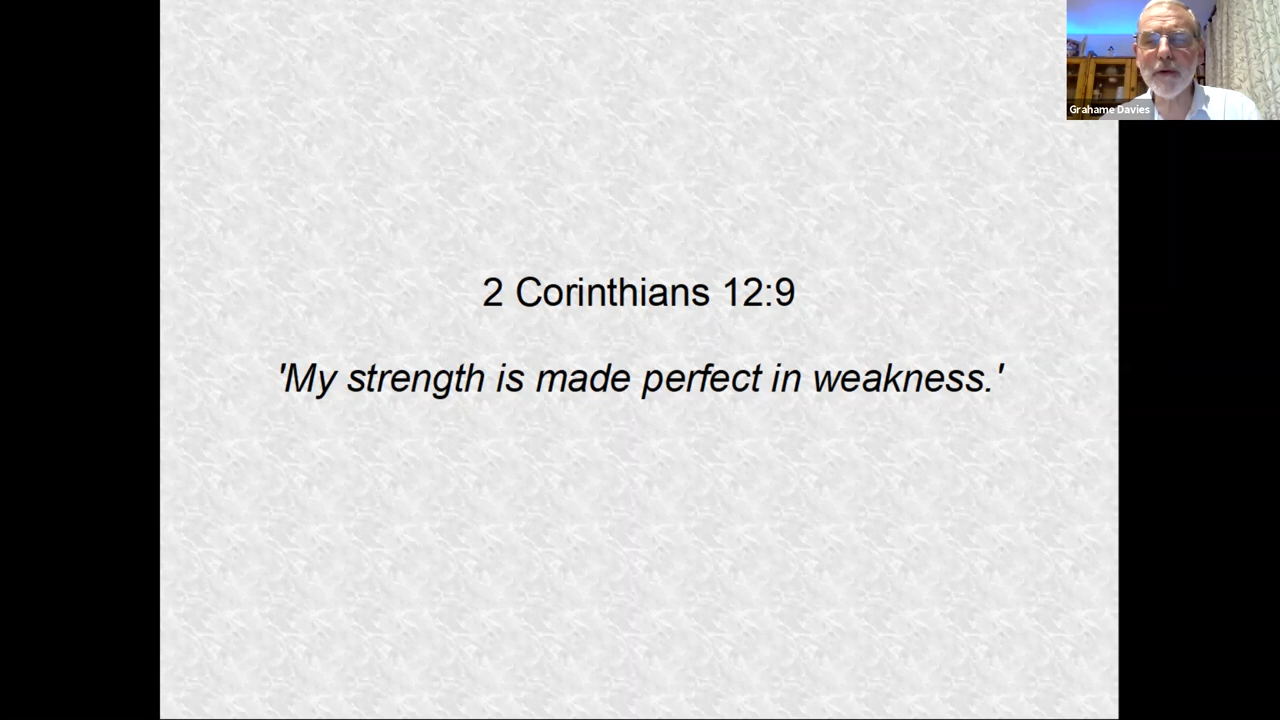 2 Corinthians 12:9
'My strength is made perfect in weakness.'
Grahame Davies